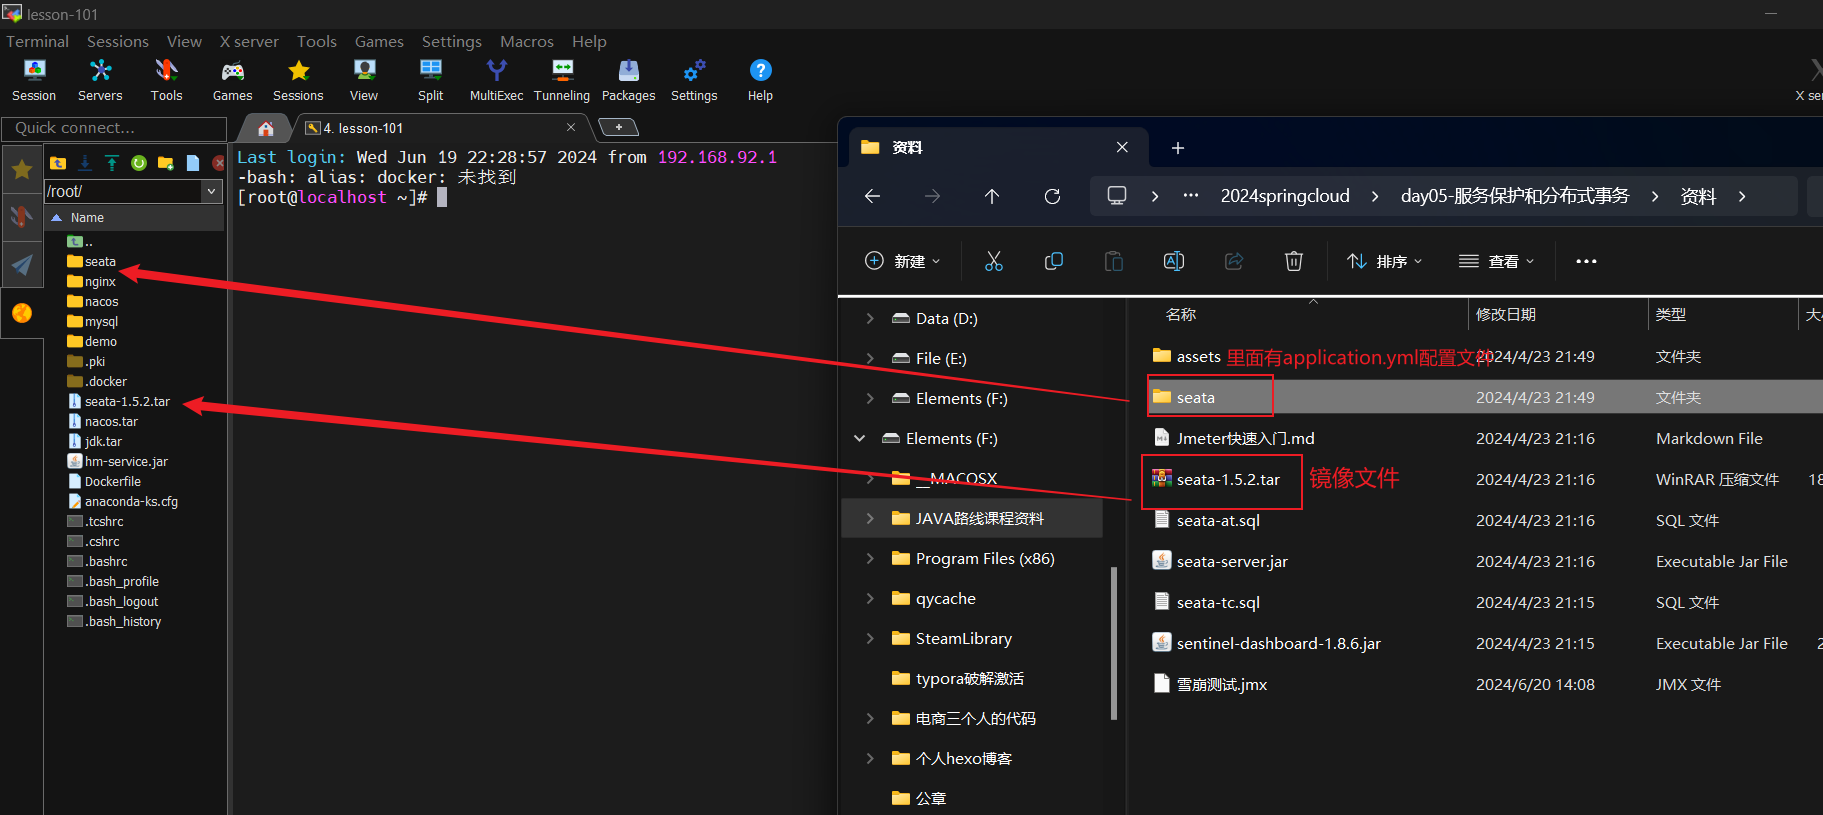 lesson-101
Terminal Sessions View X server Tools Games Settings Macros Help
Session Servers Tools Games Sessions View Split MultiExec Tunneling Packages Settings Help
Quick connect...
4. lesson-101
/root/
Name
..
seata
nginx
nacos
mysql
demo
.pki
.docker
seata-1.5.2.tar
nacos.tar
jdk.tar
hm-service.jar
Dockerfile
anaconda-ks.cfg
.tcshrc
.cshrc
.bashrc
.bash_profile
.bash_logout
.bash_history
Last login: Wed Jun 19 22:28:57 2024 from 192.168.92.1
-bash: alias: docker: 未找到
[root@localhost ~]#
资料
··· 2024springcloud > day05-服务保护和分布式事务 > 资料 >
新建 排序 查看 ···
Data (D:)
File (E:)
Elements (F:)
Elements (F:)
__MACOSX
JAVA路线课程资料
Program Files (x86)
qycache
SteamLibrary
typora破解激活
电商三个人的代码
个人hexo博客
公章
名称 修改日期 类型
assets 里面有application.yml配置文件 2024/4/23 21:49 文件夹
seata 2024/4/23 21:49 文件夹
Jmeter快速入门.md 2024/4/23 21:16 Markdown File
seata-1.5.2.tar 镜像文件 2024/4/23 21:16 WinRAR 压缩文件
seata-at.sql 2024/4/23 21:16 SQL 文件
seata-server.jar 2024/4/23 21:16 Executable Jar File
seata-tc.sql 2024/4/23 21:15 SQL 文件
sentinel-dashboard-1.8.6.jar 2024/4/23 21:15 Executable Jar File
雪崩测试.jmx 2024/6/20 14:08 JMX 文件